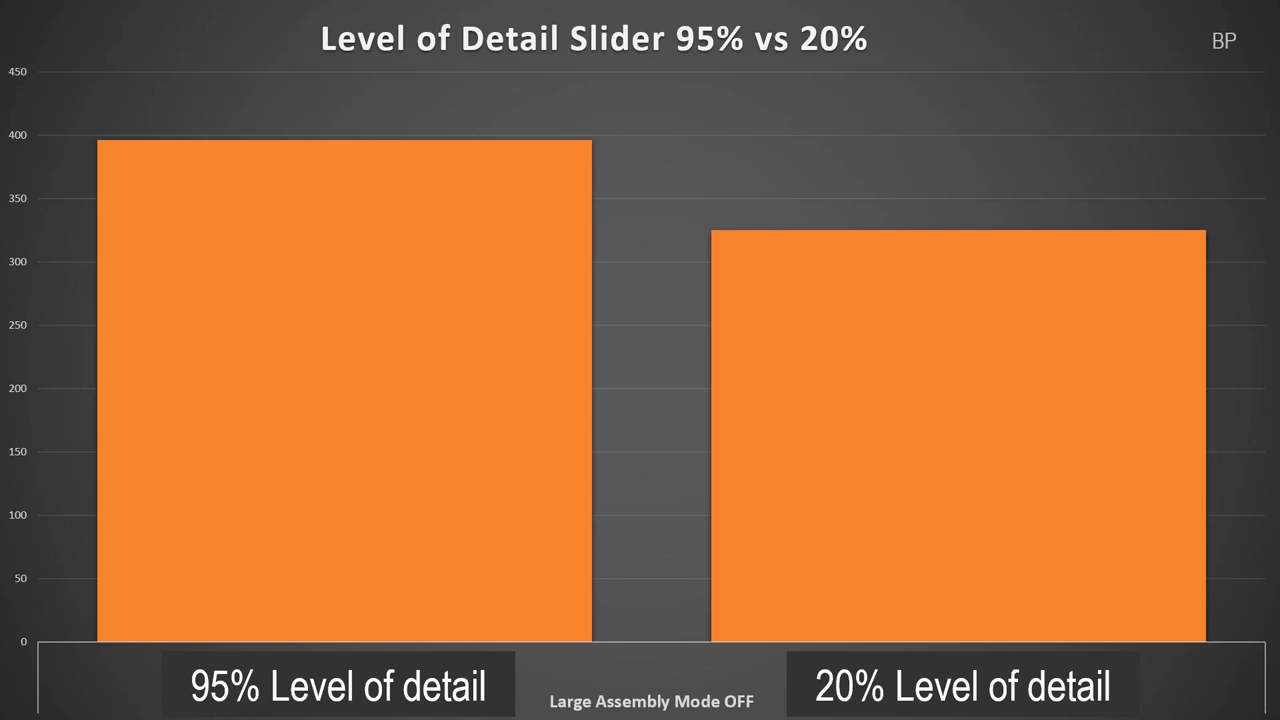 Level of Detail Slider 95% vs 20%
BP
450
400
350
300
250
200
150
100
50
0
95% Level of detail
Large Assembly Mode OFF
20% Level of detail